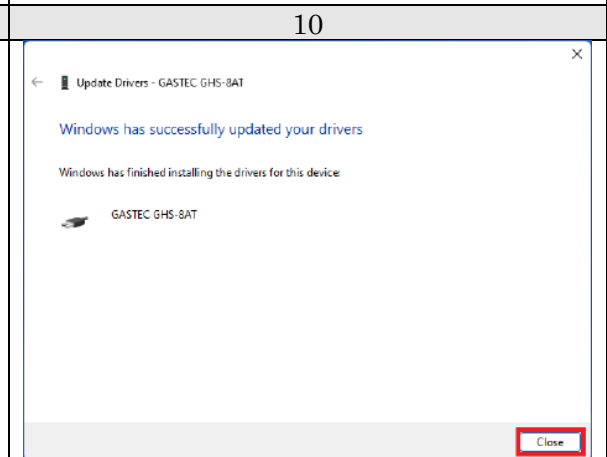 10
Update Drivers - GASTEC GHS-8AT
Windows has successfully updated your drivers
Windows has finished installing the drivers for this device:
GASTEC GHS-8AT
Close